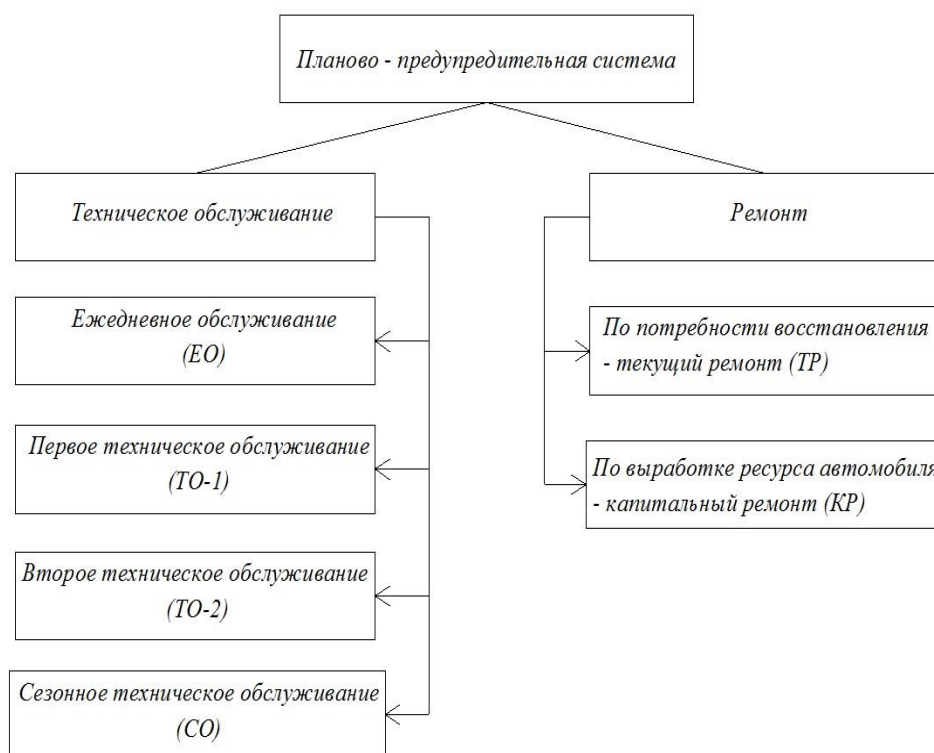 Планово - предупредительная система
Техническое обслуживание
Ежедневное обслуживание
(ЕО)
Первое техническое обслуживание
(ТО-1)
Второе техническое обслуживание
(ТО-2)
Сезонное техническое обслуживание
(СО)
Ремонт
По потребности восстановления
- текущий ремонт (ТР)
По выработке ресурса автомобиля
- капитальный ремонт (КР)